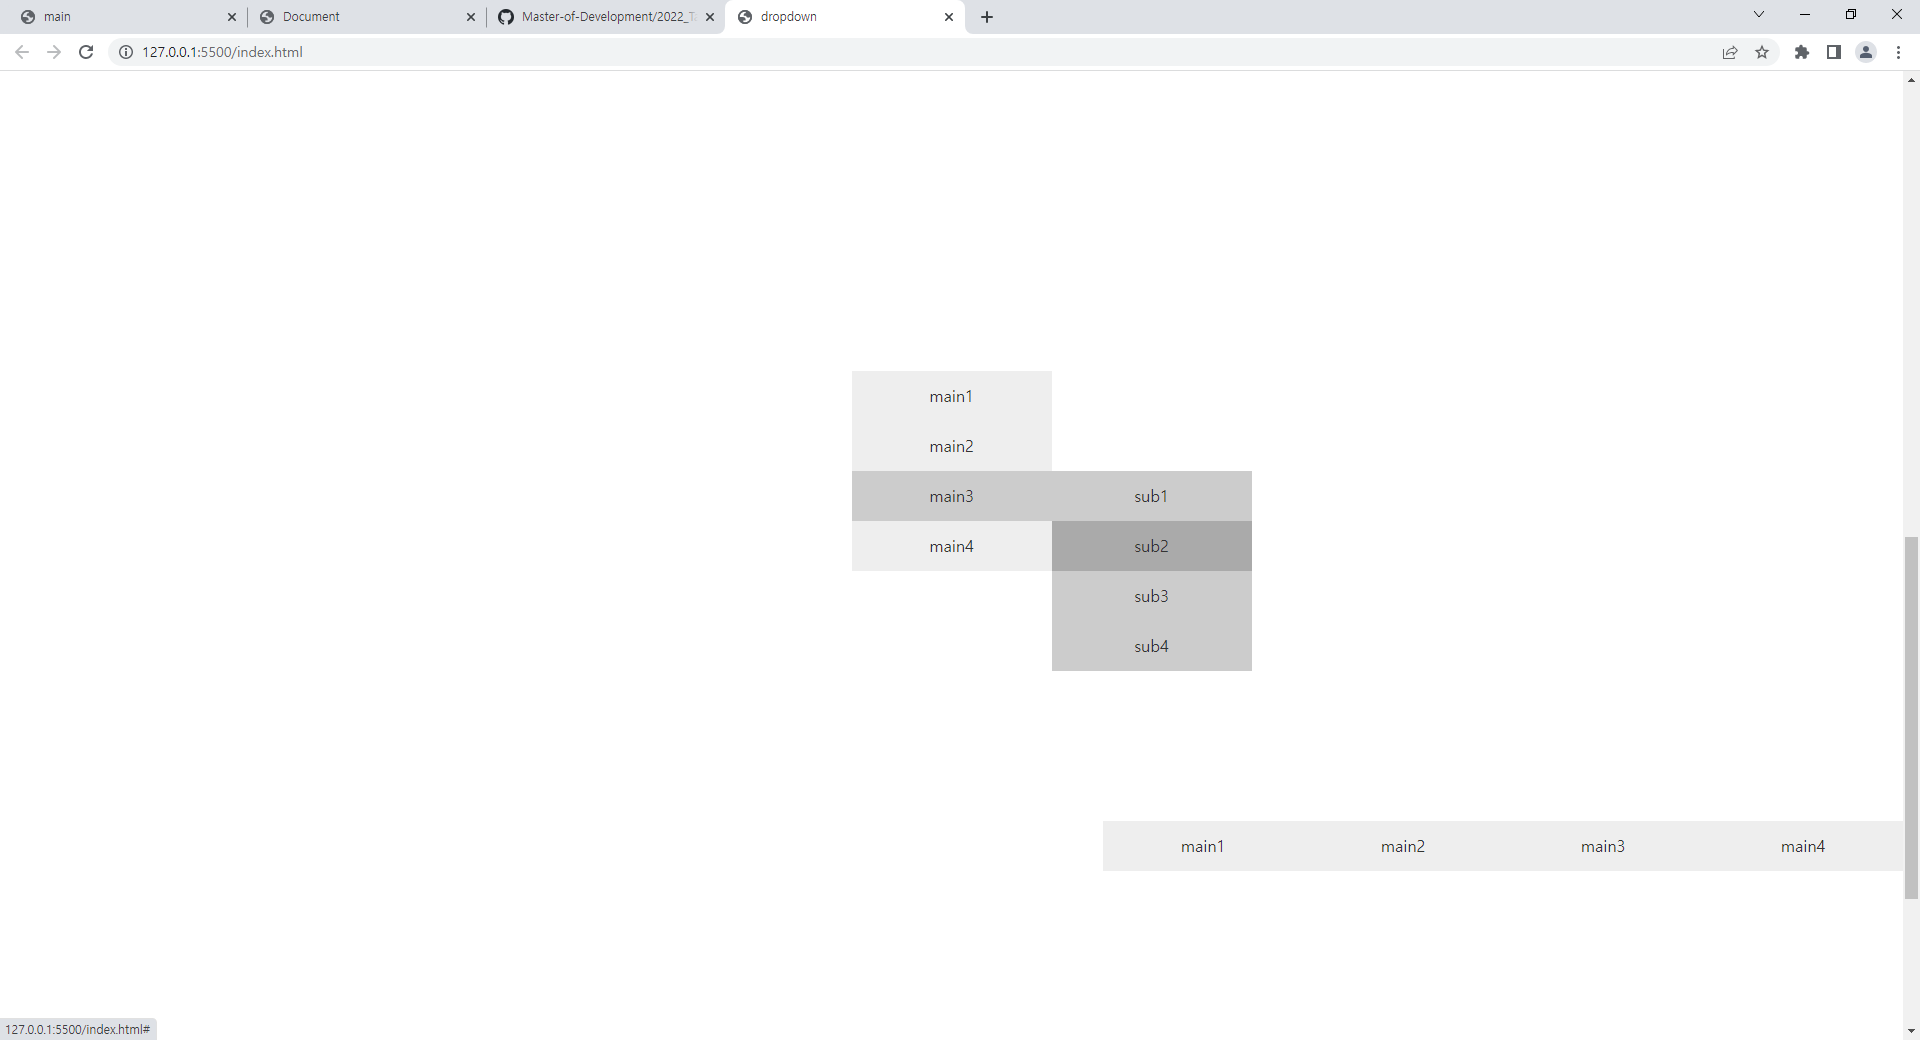 main
Document
Master-of-Development/2022_T
dropdown
127.0.0.1:5500/index.html
main1
main2
main3 sub1
main4 sub2
sub3
sub4
main1 main2 main3 main4
127.0.0.1:5500/index.html#